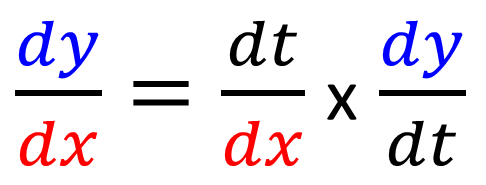 dy/dx = dt/dx x dy/dt